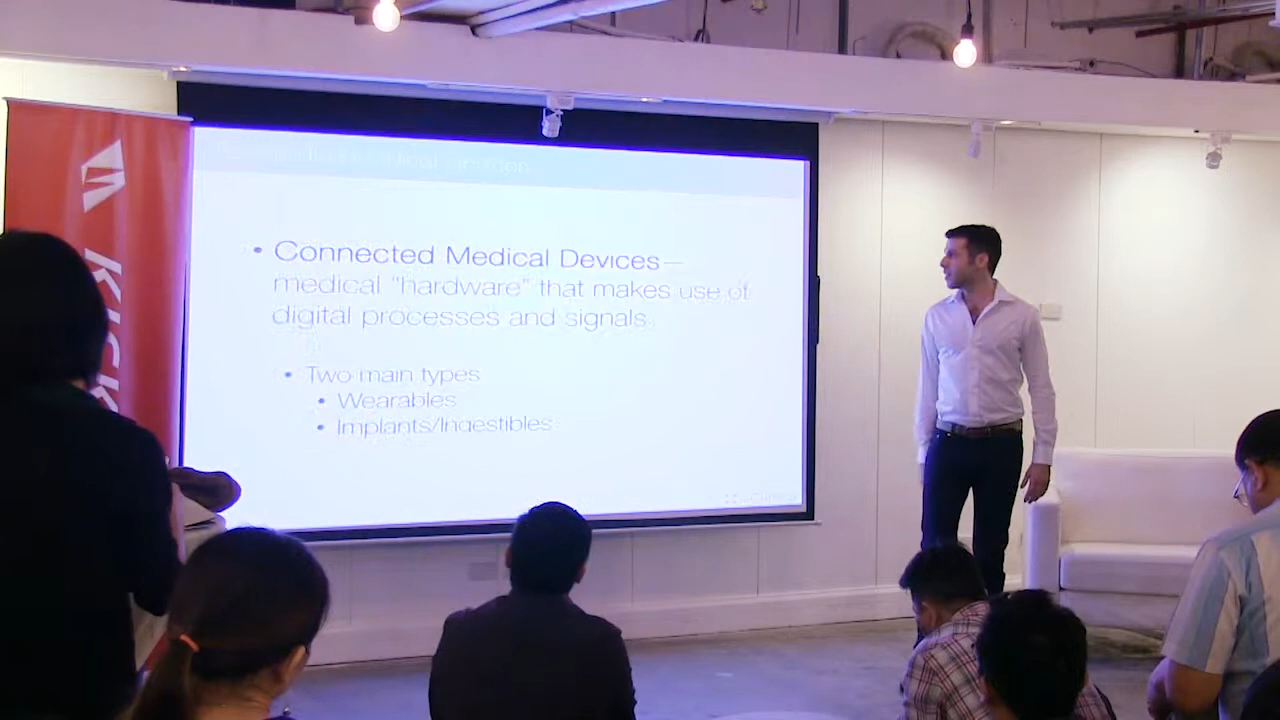 • Connected Medical Devices—
medical "hardware" that makes use of
digital processes and signals.
• Two main types
• Wearables
• Implants/Ingestibles
KICK